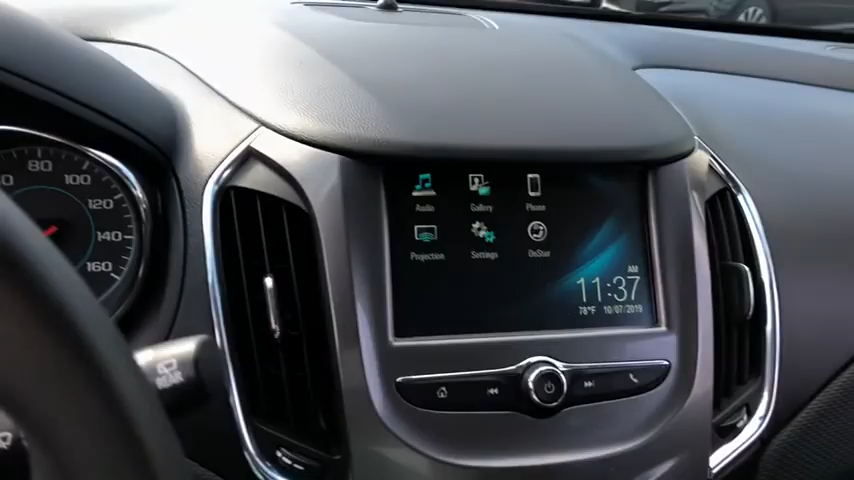 80
100
120
140
160
REAR
Audio
Gallery
Phone
Projection
Settings
OnStar
AM
11:37
78°F 10/07/2019